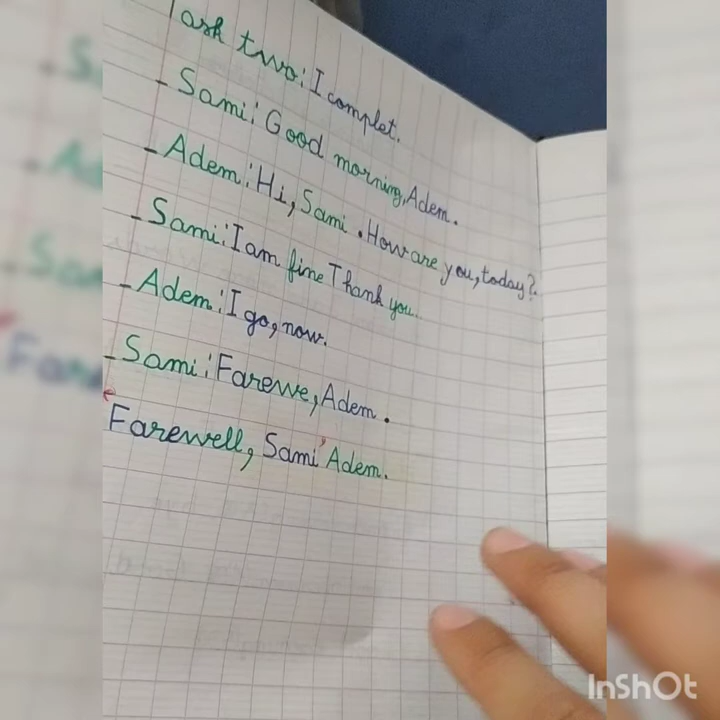 Task two: I complet.
- Sami: Good morning, Adem.
- Adem: Hi, Sami. How are you, today?.
- Sami: I am fine Thank you..
- Adem: I go, now.
- Sami: Farewe, Adem.
Farewell, Sami Adem.
InShOt